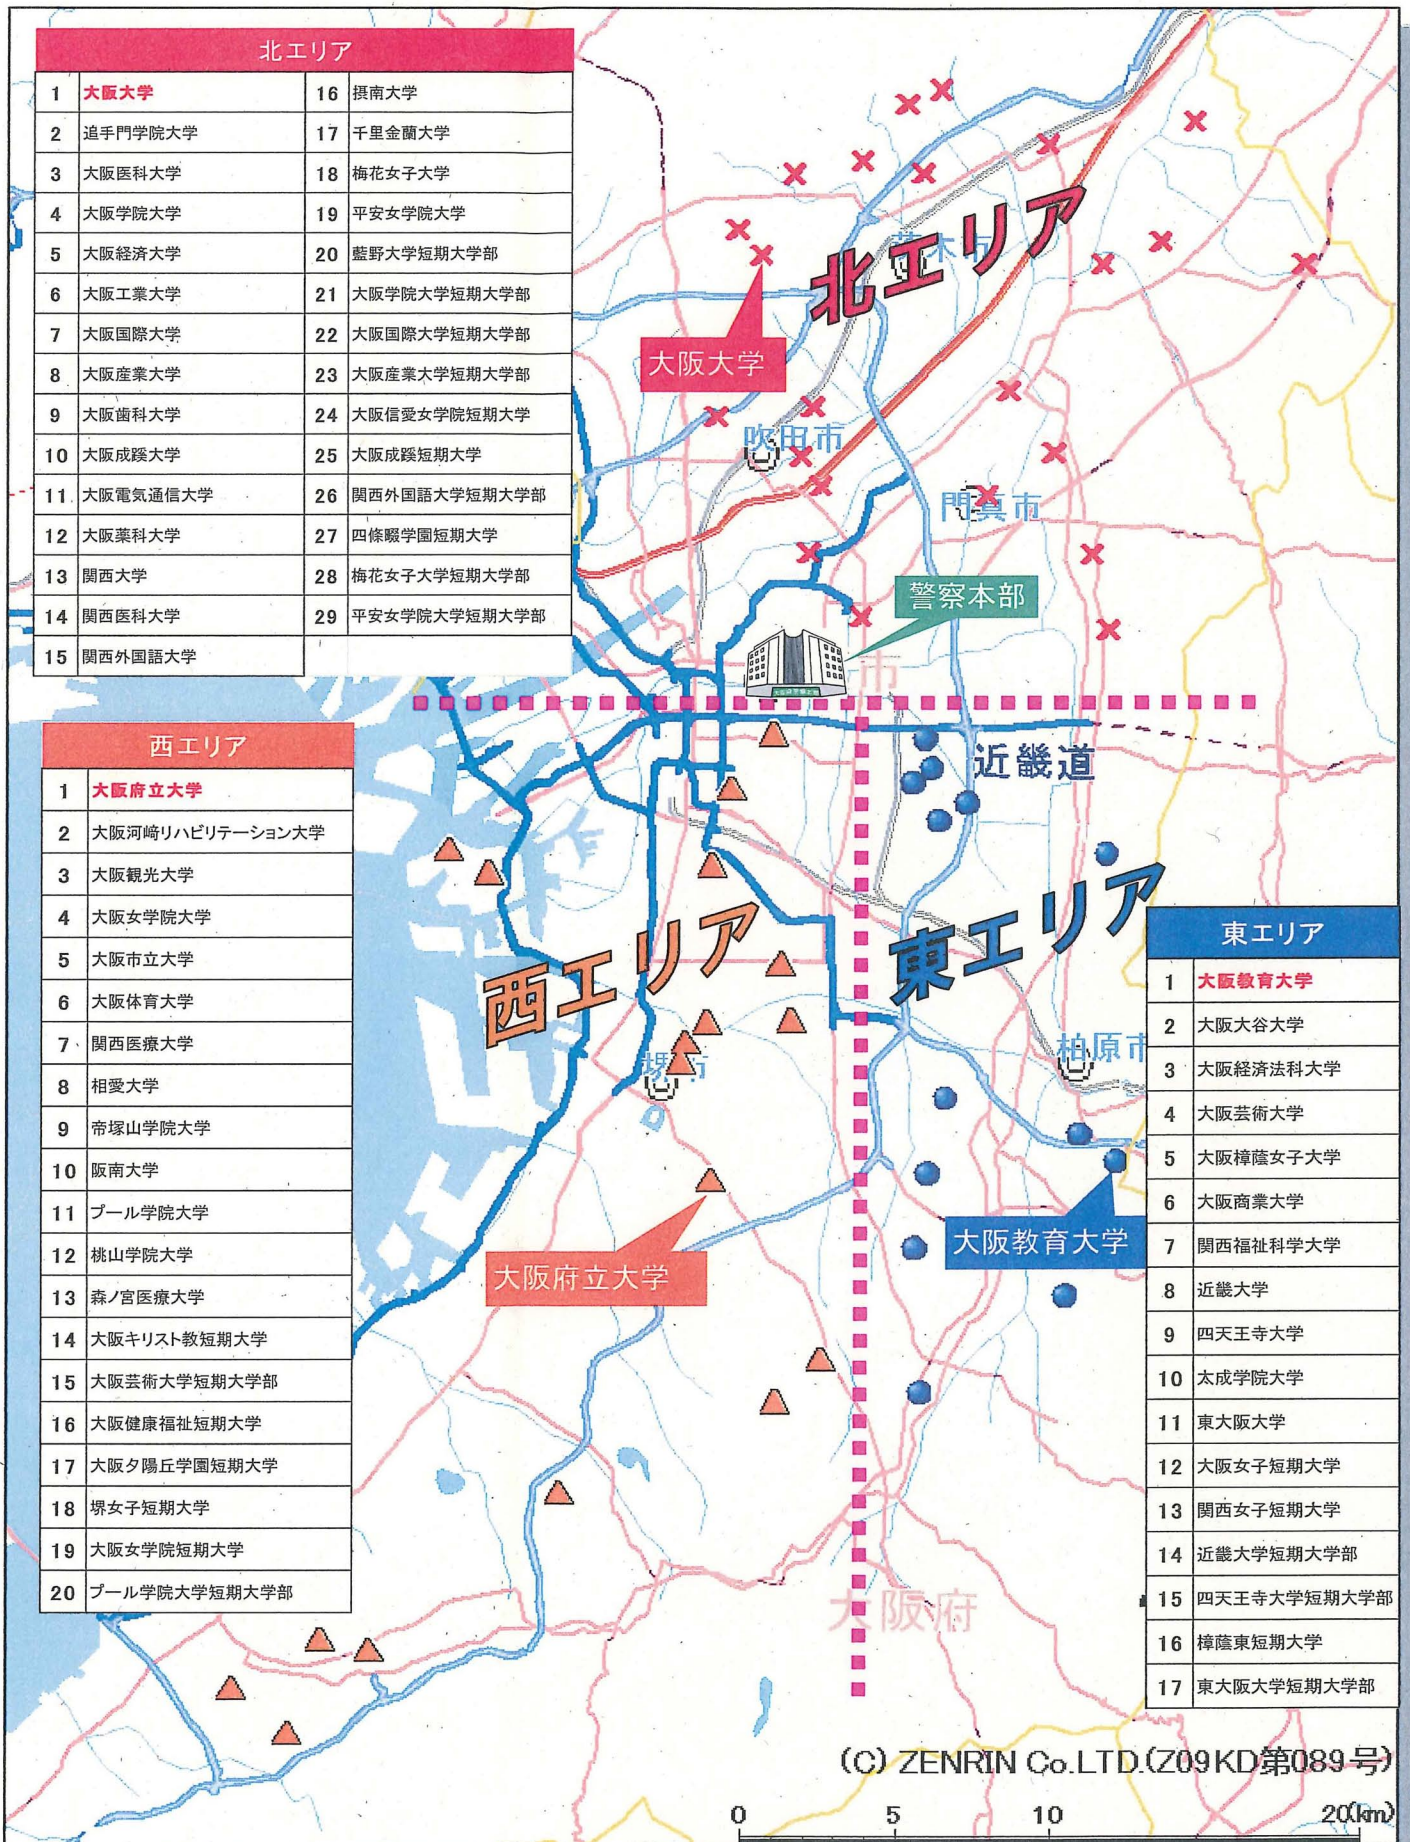 北エリア
1 大阪大学 16 摂南大学
2 追手門学院大学 17 千里金蘭大学
3 大阪医科大学 18 梅花女子大学
4 大阪学院大学 19 平安女学院大学
5 大阪経済大学 20 藍野大学短期大学部
6 大阪工業大学 21 大阪学院大学短期大学部
7 大阪国際大学 22 大阪国際大学短期大学部
8 大阪産業大学 23 大阪産業大学短期大学部
9 大阪歯科大学 24 大阪信愛女学院短期大学
10 大阪成蹊大学 25 大阪成蹊短期大学
11 大阪電気通信大学 26 関西外国語大学短期大学部
12 大阪薬科大学 27 四條畷学園短期大学
13 関西大学 28 梅花女子大学短期大学部
14 関西医科大学 29 平安女学院大学短期大学部
15 関西外国語大学
茨木市
北エリア
大阪大学
吹田市
門真市
警察本部
市
近畿道
西エリア
1 大阪府立大学
2 大阪河﨑リハビリテーション大学
3 大阪観光大学
4 大阪女学院大学
5 大阪市立大学
6 大阪体育大学
7 関西医療大学
8 相愛大学
9 帝塚山学院大学
10 阪南大学
11 プール学院大学
12 桃山学院大学
13 森ノ宮医療大学
14 大阪キリスト教短期大学
15 大阪芸術大学短期大学部
16 大阪健康福祉短期大学
17 大阪夕陽丘学園短期大学
18 堺女子短期大学
19 大阪女学院短期大学
20 プール学院大学短期大学部
西エリア
東エリア
堺市
柏原市
大阪府立大学
大阪教育大学
東エリア
1 大阪教育大学
2 大阪大谷大学
3 大阪経済法科大学
4 大阪芸術大学
5 大阪樟蔭女子大学
6 大阪商業大学
7 関西福祉科学大学
8 近畿大学
9 四天王寺大学
10 太成学院大学
11 東大阪大学
12 大阪女子短期大学
13 関西女子短期大学
14 近畿大学短期大学部
15 四天王寺大学短期大学部
16 樟蔭東短期大学
17 東大阪大学短期大学部
大阪府
(C) ZENRIN Co.LTD.(Z09KD第089号)
0 5 10 20(km)